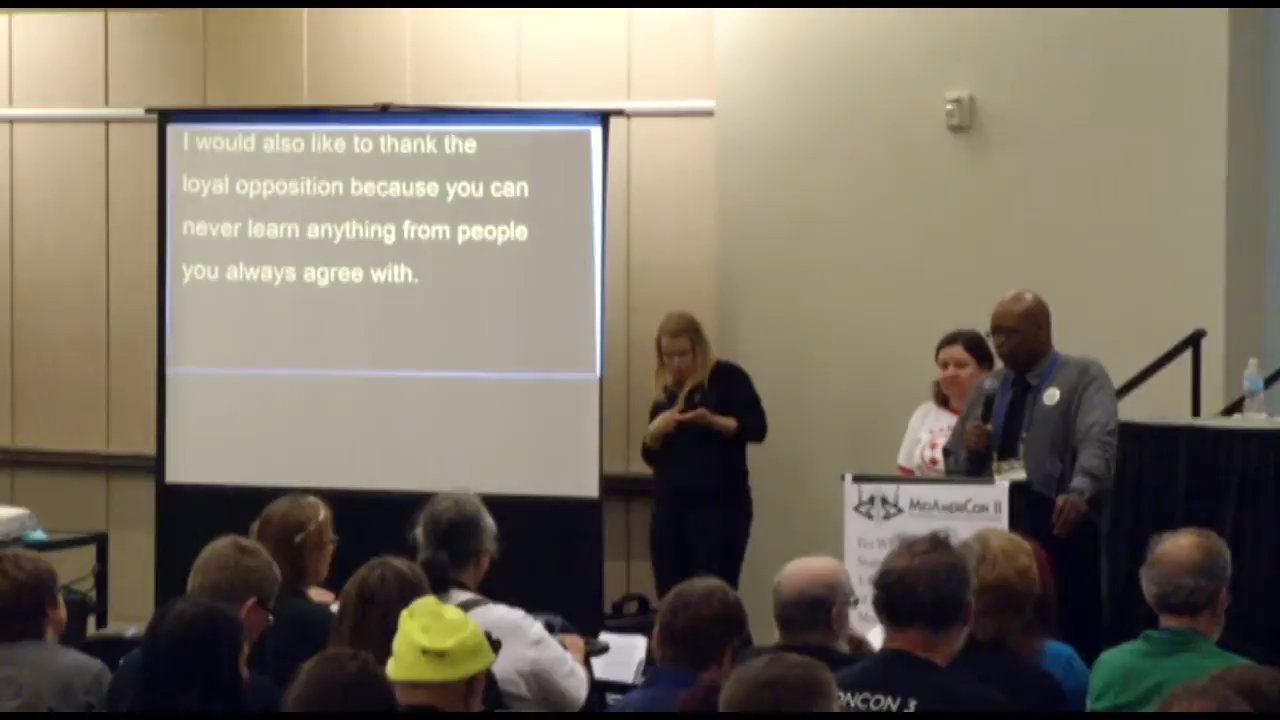 I would also like to thank the
loyal opposition because you can
never learn anything from people
you always agree with.
MIDAMERICON II
ONCON 3